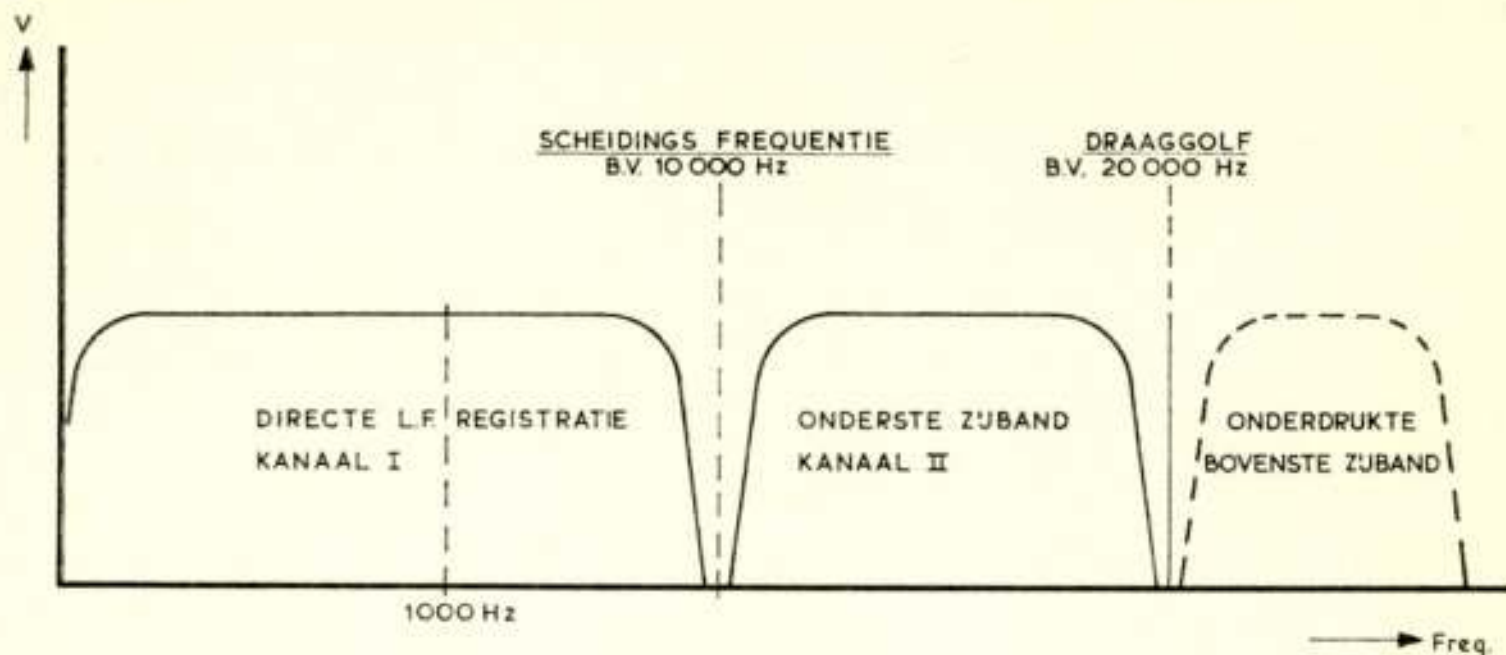 V
SCHEIDINGS FREQUENTIE
B.V. 10 000 Hz
DRAAGGOLF
B.V. 20 000 Hz
DIRECTE L.F. REGISTRATIE
KANAAL I
ONDERSTE ZIJBAND
KANAAL II
ONDERDRUKTE
BOVENSTE ZIJBAND
1000 Hz
Freq.